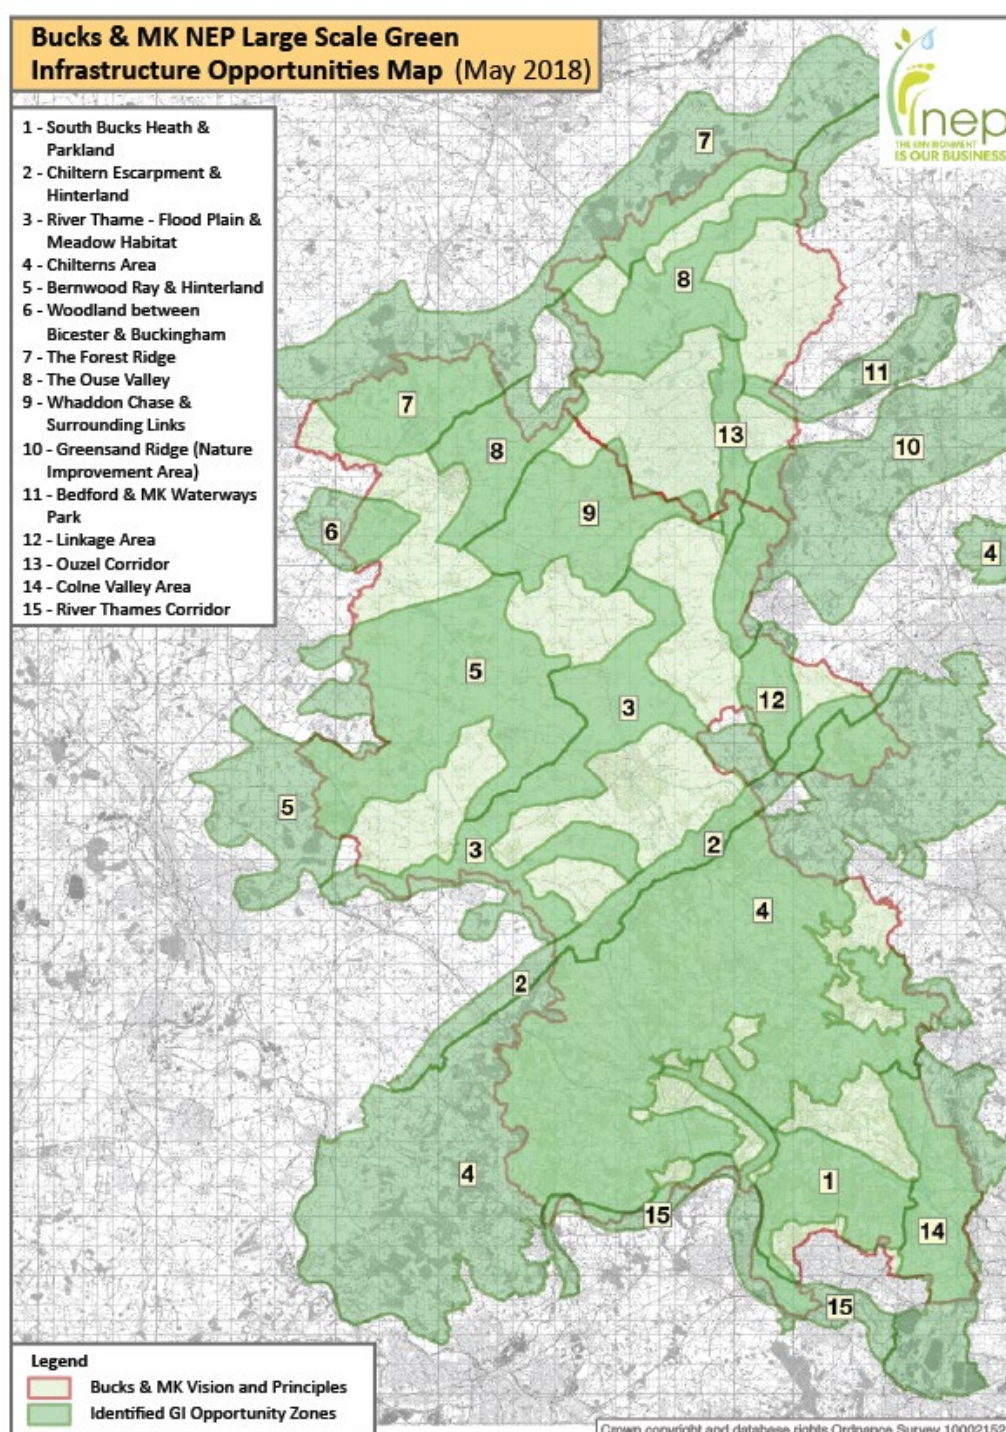 Bucks & MK NEP Large Scale Green
Infrastructure Opportunities Map (May 2018)
nep
THE ENVIRONMENT
IS OUR BUSINESS
1 - South Bucks Heath &
Parkland
2 - Chiltern Escarpment &
Hinterland
3 - River Thame - Flood Plain &
Meadow Habitat
4 - Chilterns Area
5 - Bernwood Ray & Hinterland
6 - Woodland between
Bicester & Buckingham
7 - The Forest Ridge
8 - The Ouse Valley
9 - Whaddon Chase &
Surrounding Links
10 - Greensand Ridge (Nature
Improvement Area)
11 - Bedford & MK Waterways
Park
12 - Linkage Area
13 - Ouzel Corridor
14 - Colne Valley Area
15 - River Thames Corridor
7
8
11
7
13
10
8
9
6
4
5
3
12
5
3
2
4
2
4
1
15
14
15
Legend
Bucks & MK Vision and Principles
Identified GI Opportunity Zones
Crown copyright and database rights Ordnance Survey 10002152